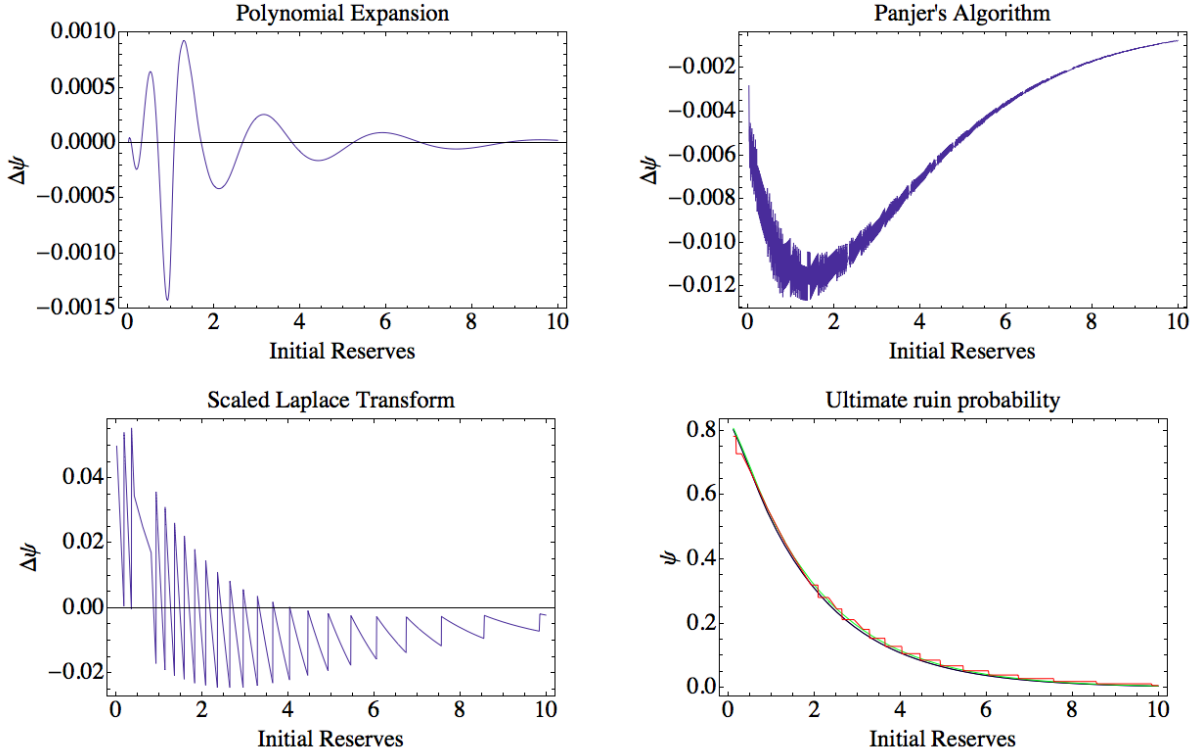 Polynomial Expansion
0.0010
0.0005
0.0000
−0.0005
−0.0010
−0.0015
Δψ
0 2 4 6 8 10
Initial Reserves
Panjer's Algorithm
−0.002
−0.004
−0.006
−0.008
−0.010
−0.012
Δψ
0 2 4 6 8 10
Initial Reserves
Scaled Laplace Transform
0.04
0.02
0.00
−0.02
Δψ
0 2 4 6 8 10
Initial Reserves
Ultimate ruin probability
0.8
0.6
0.4
0.2
0.0
ψ
0 2 4 6 8 10
Initial Reserves